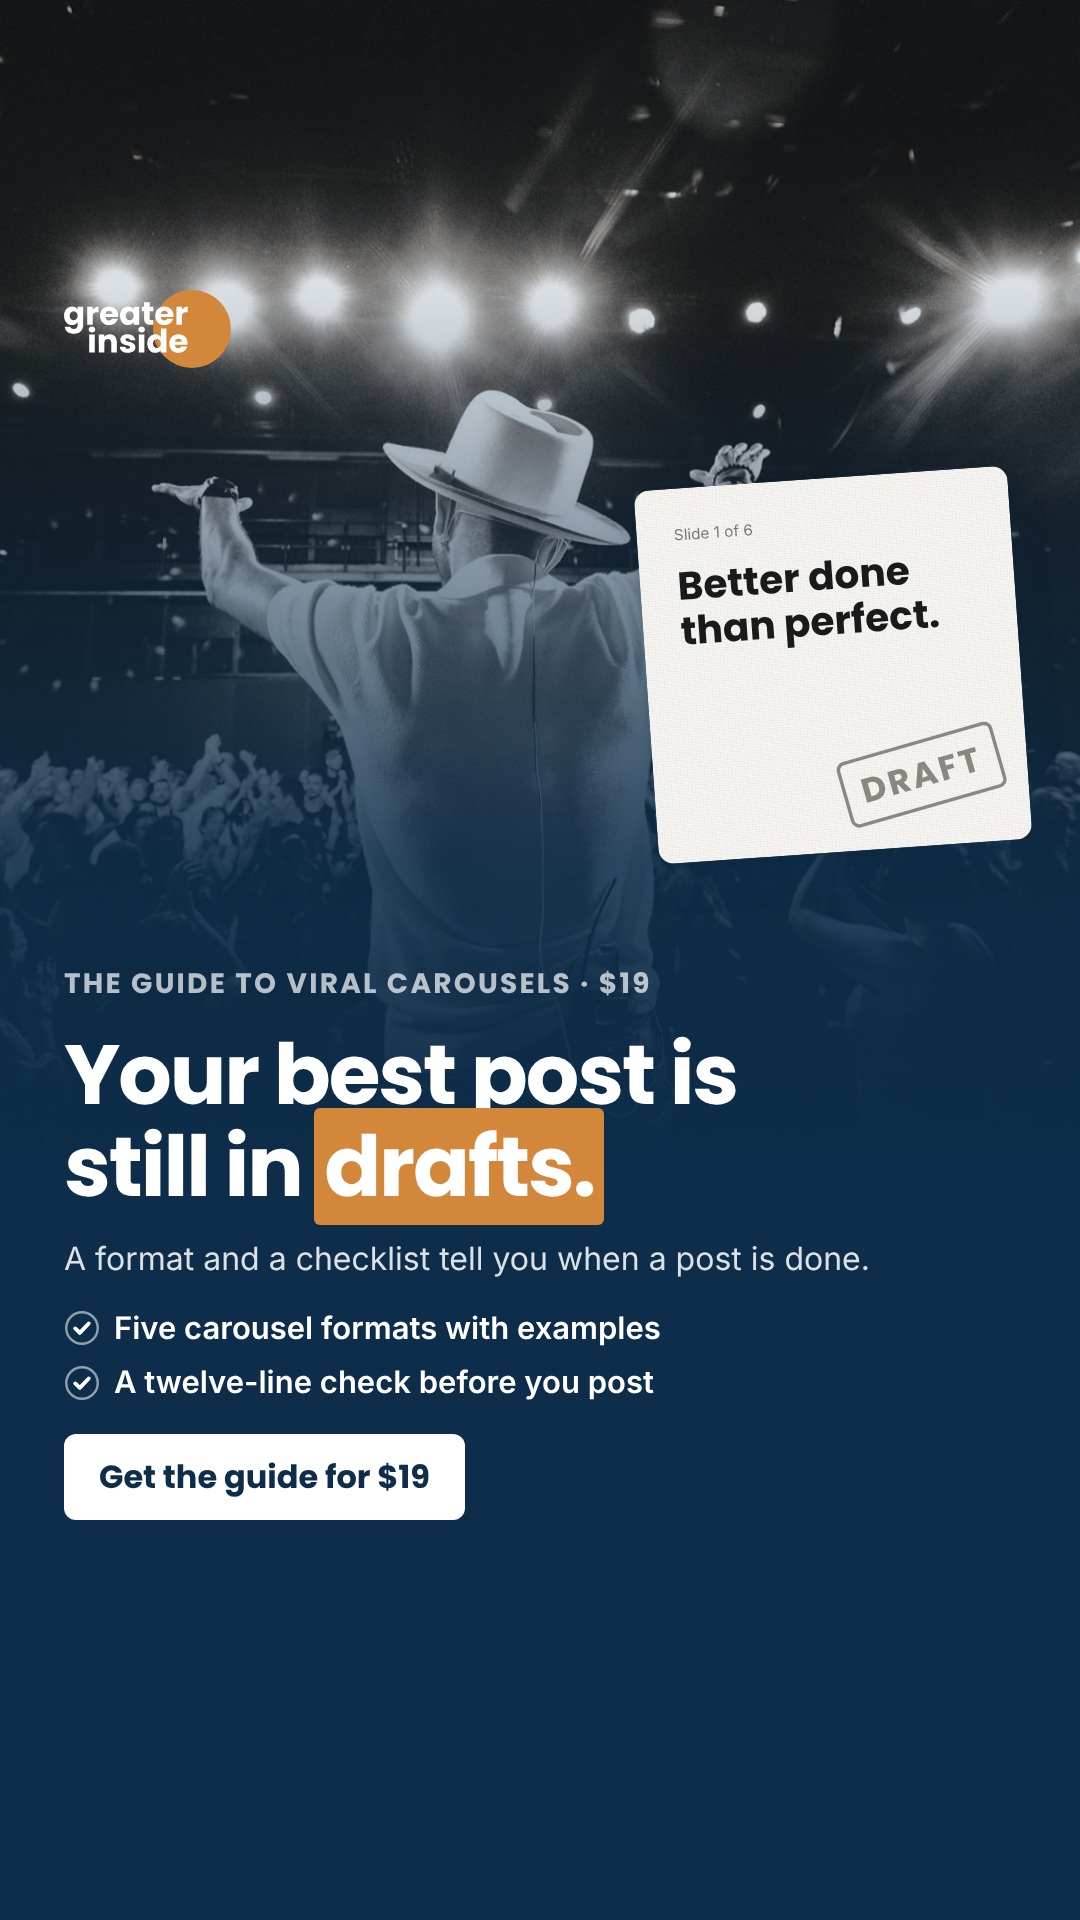 greater
inside
Slide 1 of 6
Better done
than perfect.
DRAFT
THE GUIDE TO VIRAL CAROUSELS · $19
Your best post is
still in drafts.
A format and a checklist tell you when a post is done.
Five carousel formats with examples
A twelve-line check before you post
Get the guide for $19